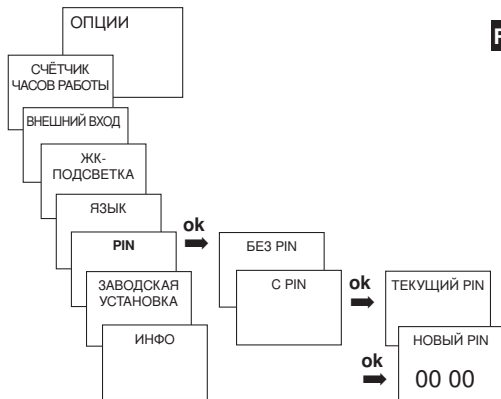 ОПЦИИ
СЧЁТЧИК
ЧАСОВ РАБОТЫ
ВНЕШНИЙ ВХОД
ЖК-
ПОДСВЕТКА
ЯЗЫК
PIN
ok
БЕЗ PIN
С PIN
ok
ТЕКУЩИЙ PIN
ЗАВОДСКАЯ
УСТАНОВКА
ИНФО
ok
НОВЫЙ PIN
00 00